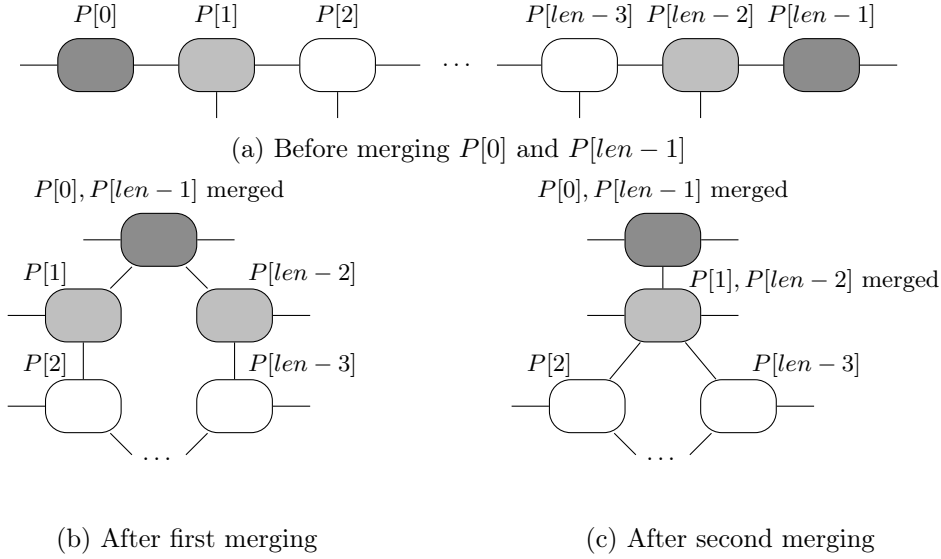 P[0] P[1] P[2] P[len − 3] P[len − 2] P[len − 1]
· · ·
(a) Before merging P[0] and P[len − 1]
P[0], P[len − 1] merged
P[1] P[len − 2]
P[2] P[len − 3]
· · ·
(b) After first merging
P[0], P[len − 1] merged
P[1], P[len − 2] merged
P[2] P[len − 3]
· · ·
(c) After second merging